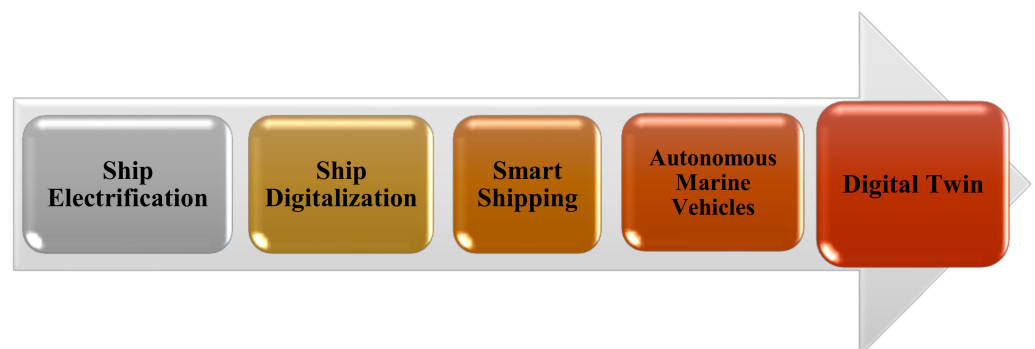 Ship
Electrification
Ship
Digitalization
Smart
Shipping
Autonomous
Marine
Vehicles
Digital Twin